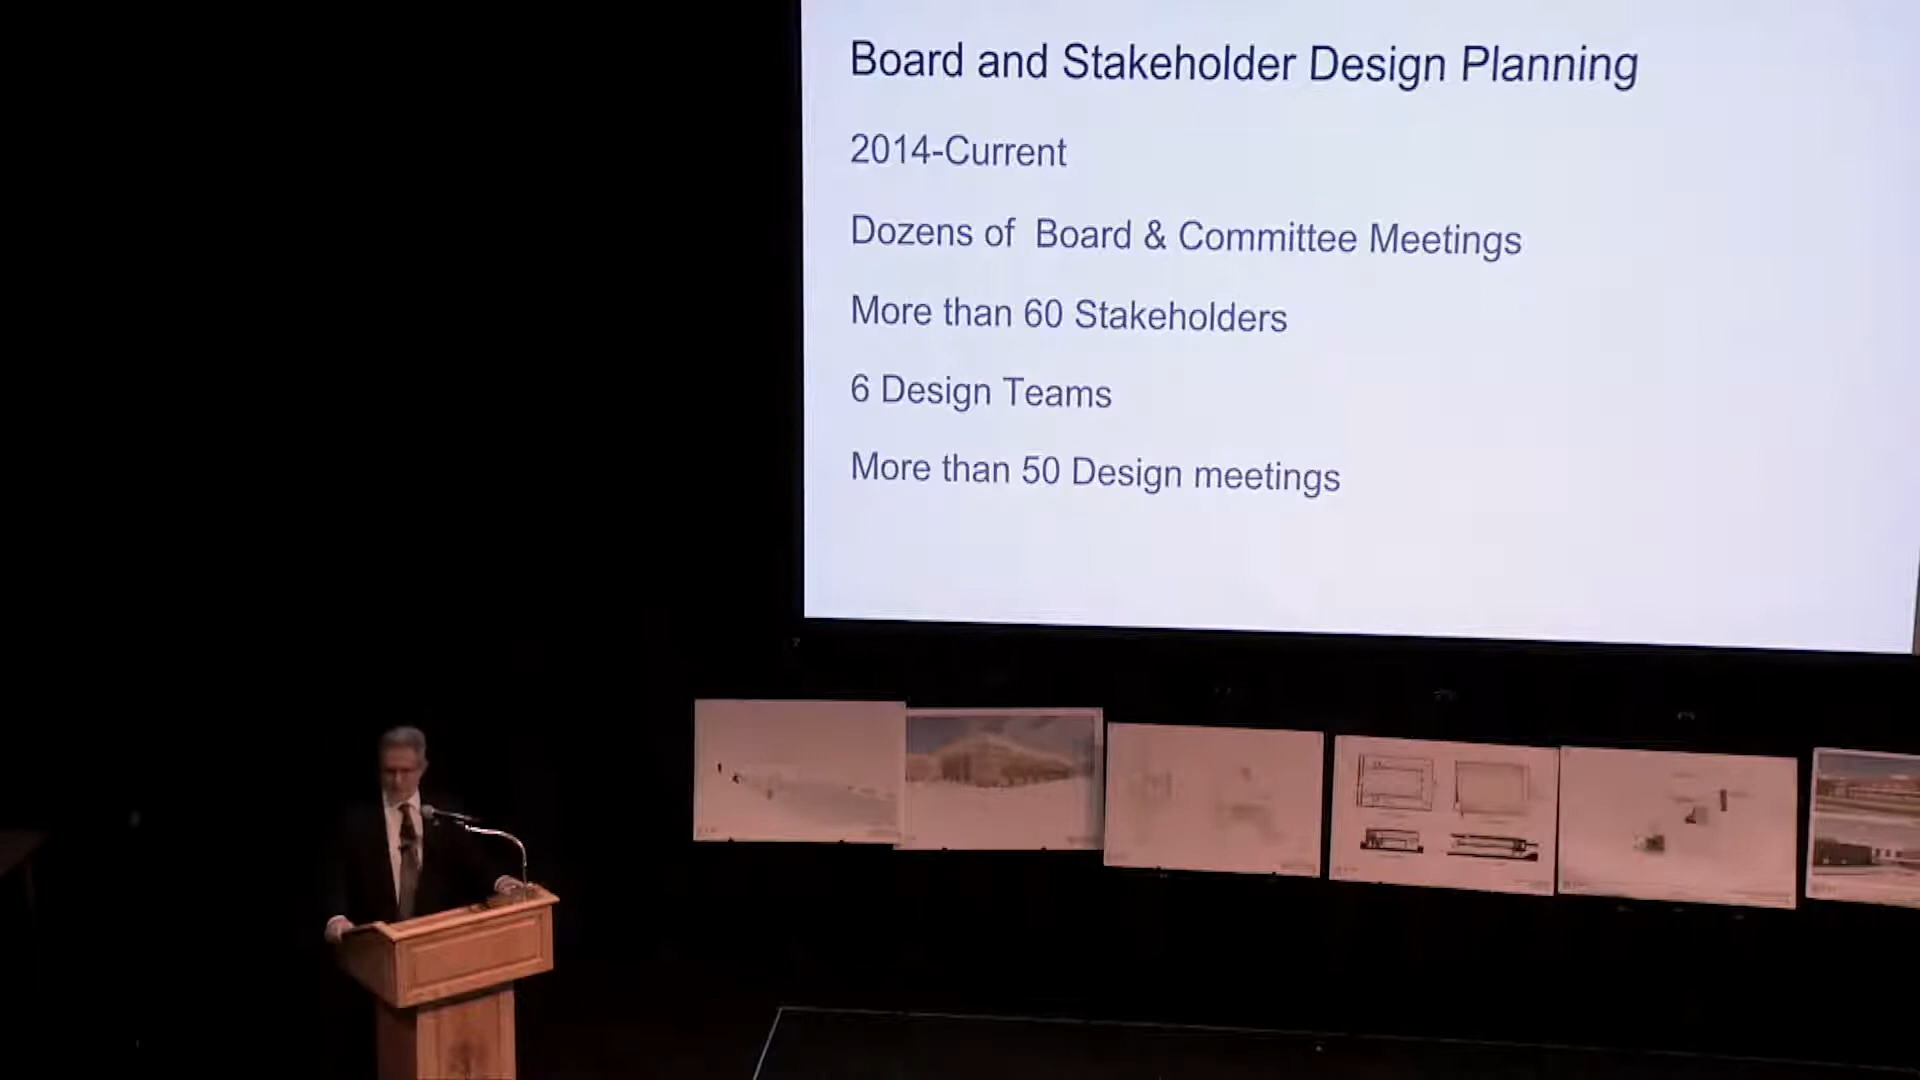 Board and Stakeholder Design Planning
2014-Current
Dozens of Board & Committee Meetings
More than 60 Stakeholders
6 Design Teams
More than 50 Design meetings